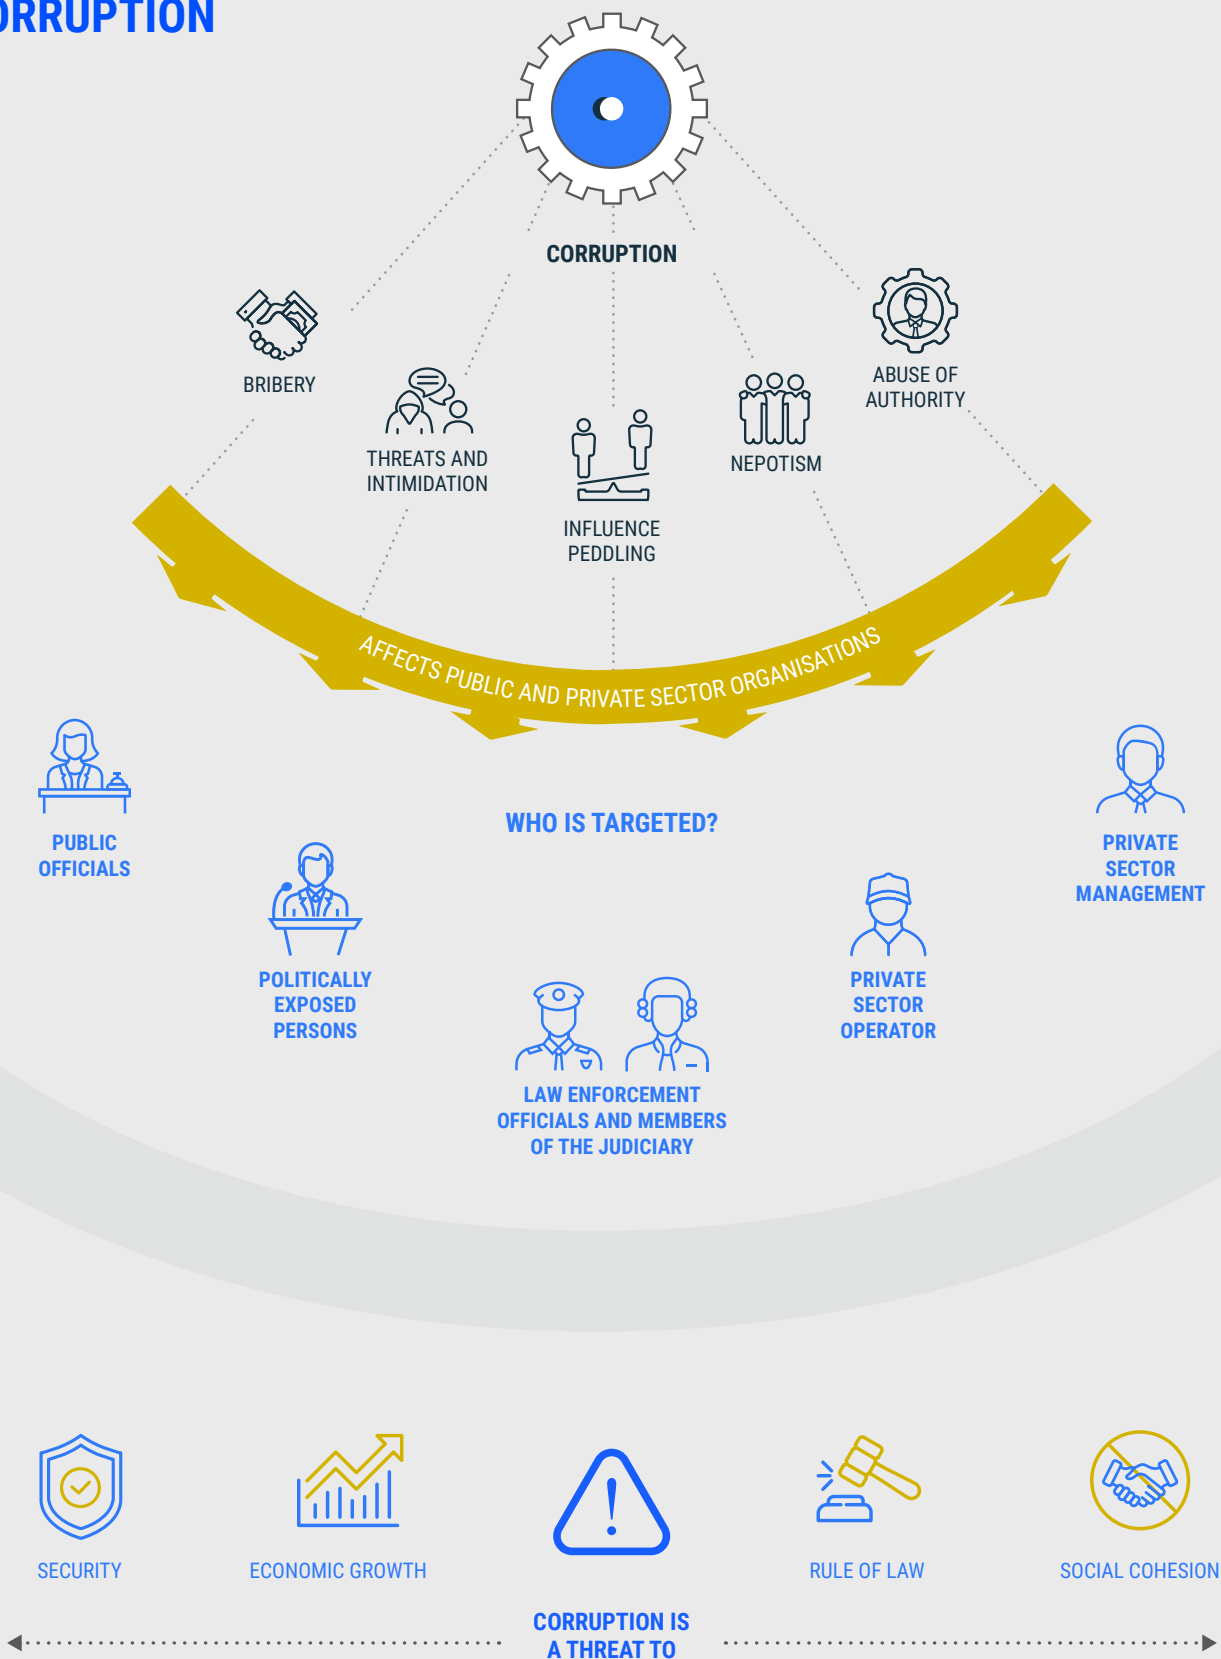 ORRUPTION
CORRUPTION
BRIBERY
THREATS AND
INTIMIDATION
INFLUENCE
PEDDLING
NEPOTISM
ABUSE OF
AUTHORITY
AFFECTS PUBLIC AND PRIVATE SECTOR ORGANISATIONS
WHO IS TARGETED?
PUBLIC
OFFICIALS
POLITICALLY
EXPOSED
PERSONS
LAW ENFORCEMENT
OFFICIALS AND MEMBERS
OF THE JUDICIARY
PRIVATE
SECTOR
OPERATOR
PRIVATE
SECTOR
MANAGEMENT
SECURITY
ECONOMIC GROWTH
RULE OF LAW
SOCIAL COHESION
CORRUPTION IS
A THREAT TO